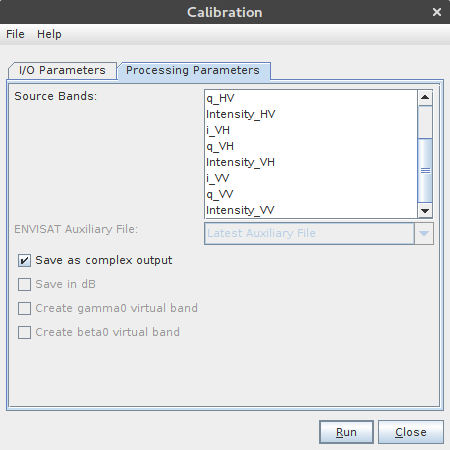 Calibration
File Help
I/O Parameters Processing Parameters
Source Bands:
q_HV
Intensity_HV
i_VH
q_VH
Intensity_VH
i_VV
q_VV
Intensity_VV
ENVISAT Auxiliary File: Latest Auxiliary File
Save as complex output
Save in dB
Create gamma0 virtual band
Create beta0 virtual band
Run Close